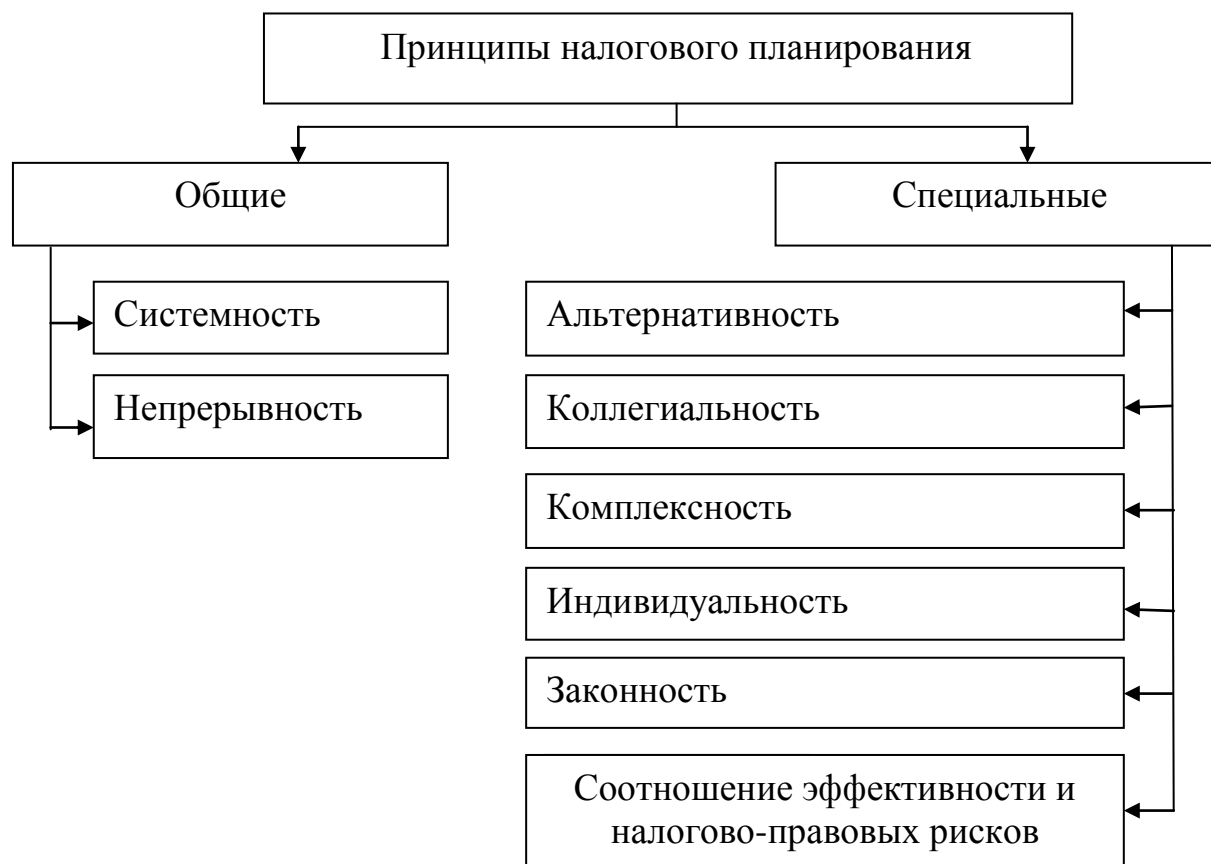 Принципы налогового планирования
Общие
Специальные
Системность
Непрерывность
Альтернативность
Коллегиальность
Комплексность
Индивидуальность
Законность
Соотношение эффективности и
налогово-правовых рисков